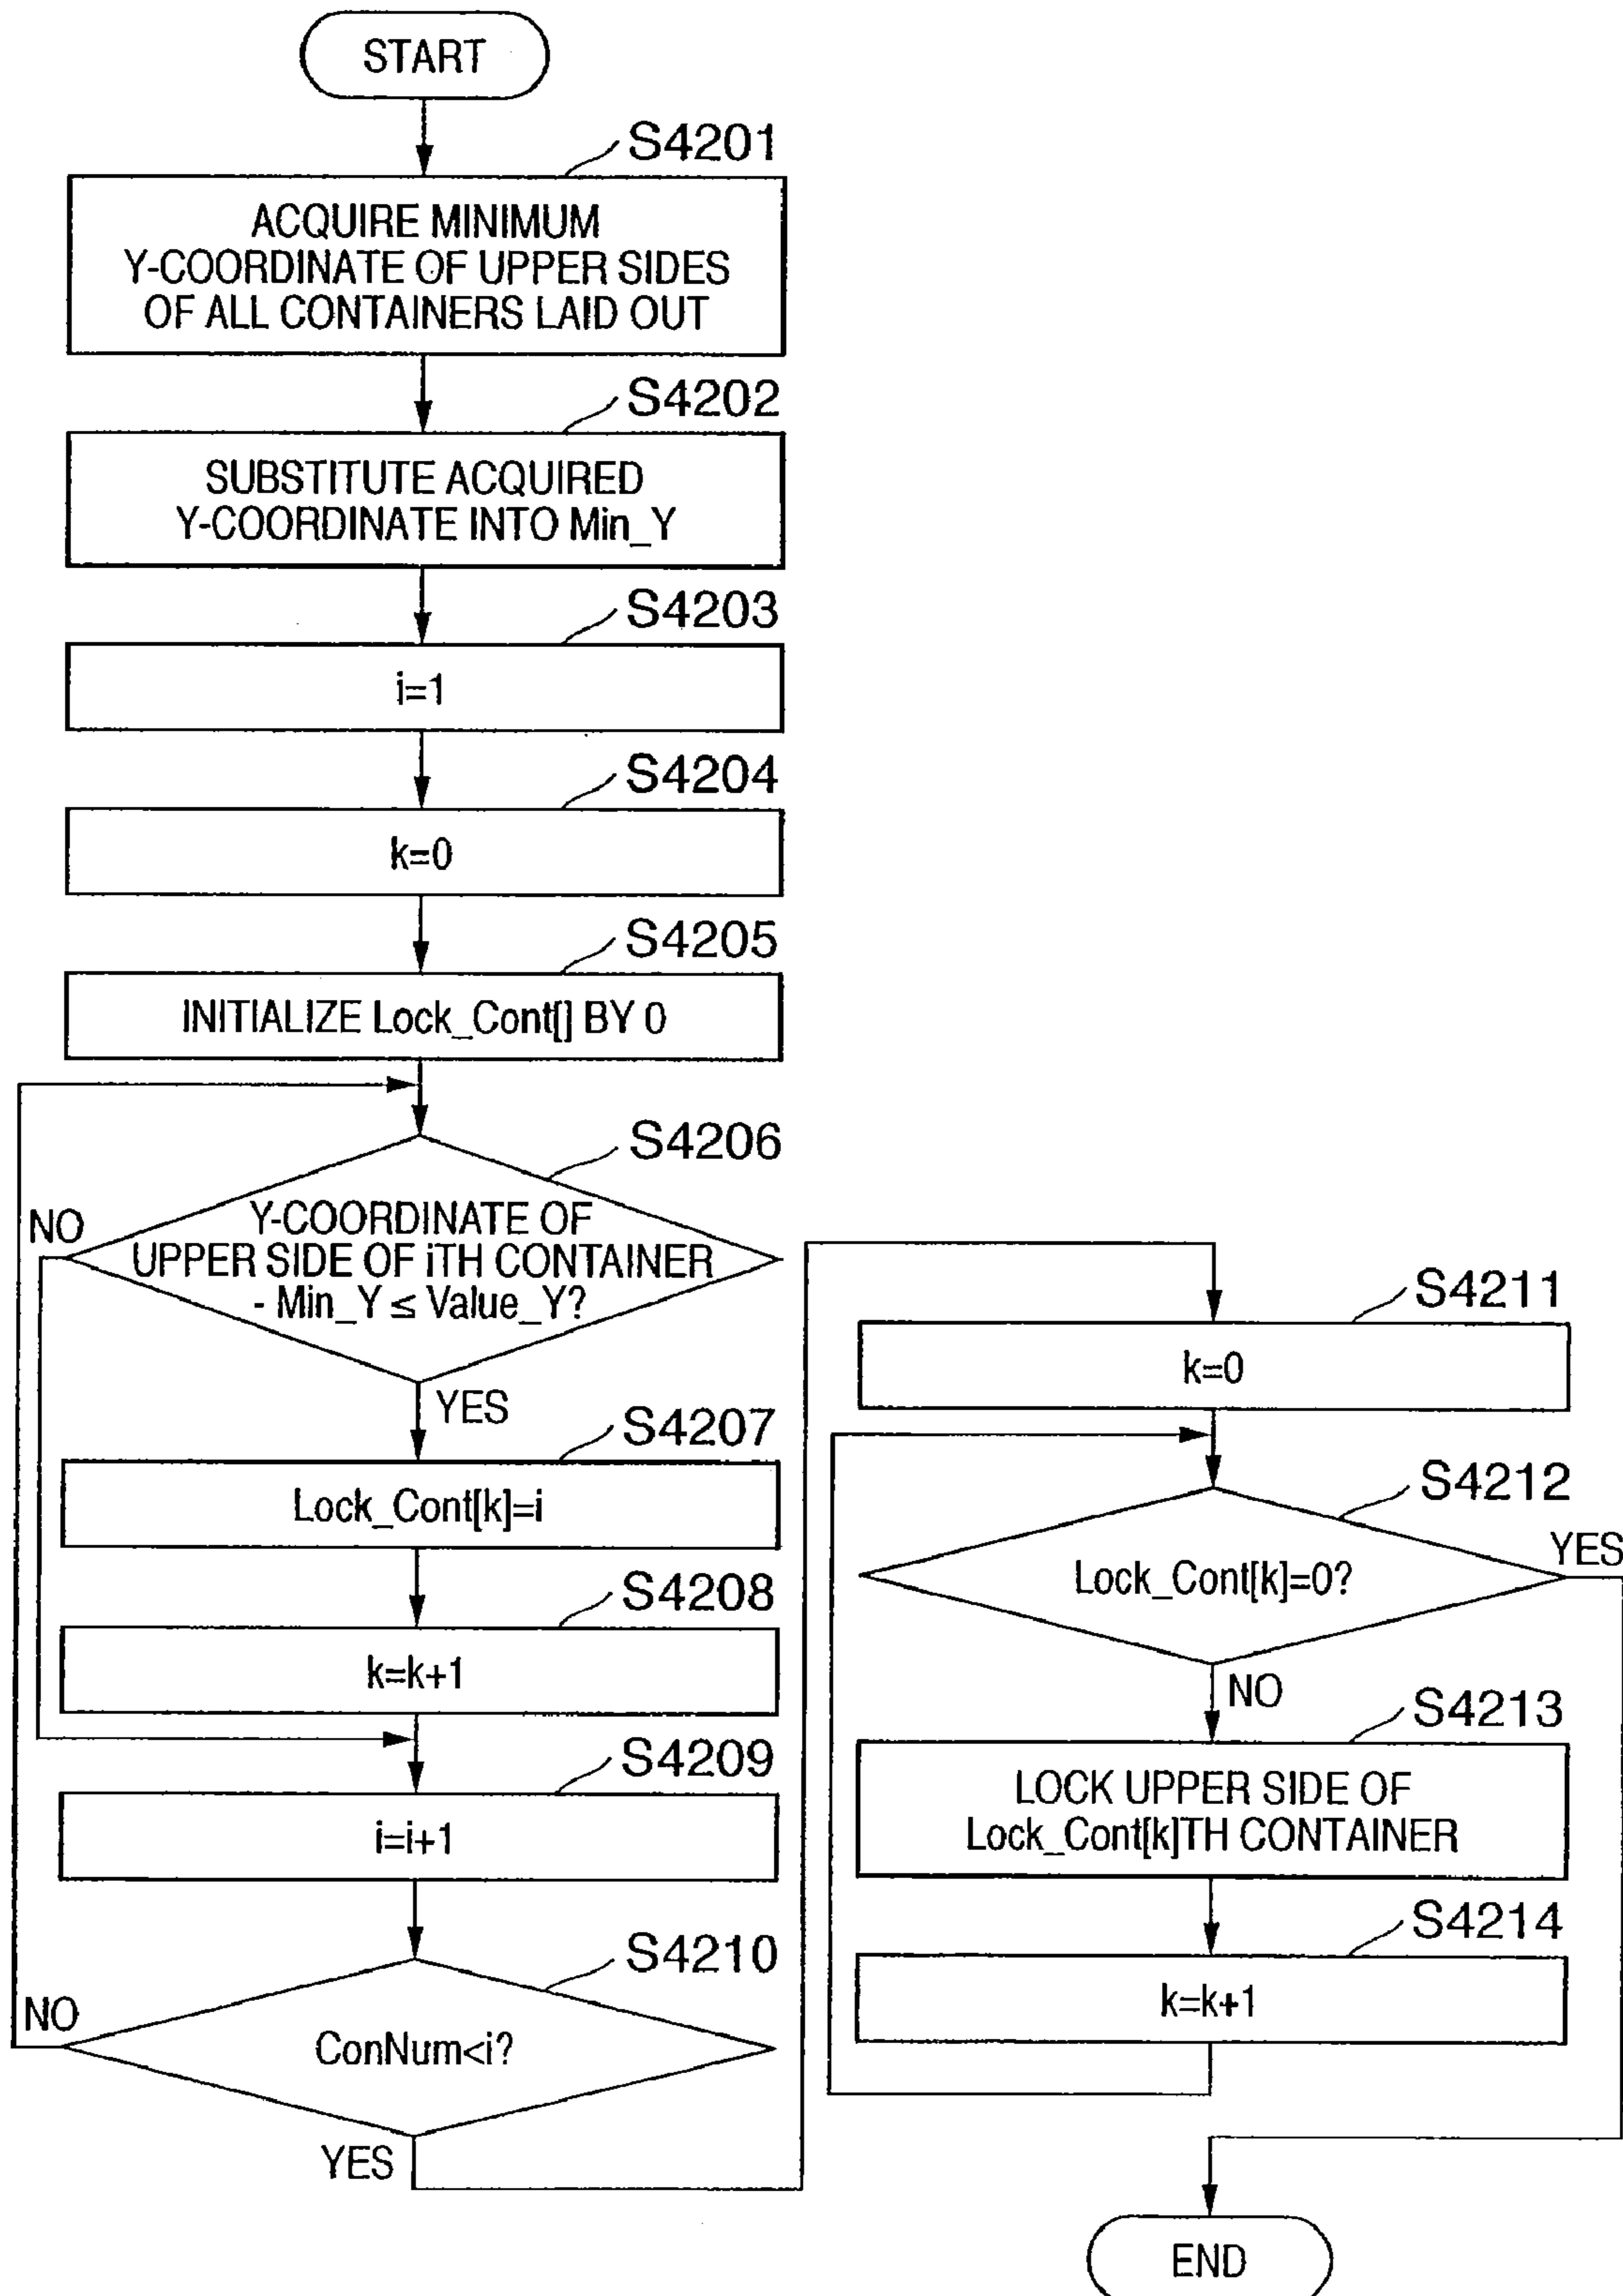 START
S4201
ACQUIRE MINIMUM
Y-COORDINATE OF UPPER SIDES
OF ALL CONTAINERS LAID OUT
S4202
SUBSTITUTE ACQUIRED
Y-COORDINATE INTO Min_Y
S4203
i=1
S4204
k=0
S4205
INITIALIZE Lock_Cont[] BY 0
S4206
NO
Y-COORDINATE OF
UPPER SIDE OF iTH CONTAINER
- Min_Y ≤ Value_Y?
YES
S4207
Lock_Cont[k]=i
S4208
k=k+1
S4209
i=i+1
S4210
NO
ConNum<i?
YES
S4211
k=0
S4212
YES
Lock_Cont[k]=0?
NO
S4213
LOCK UPPER SIDE OF
Lock_Cont[k]TH CONTAINER
S4214
k=k+1
END